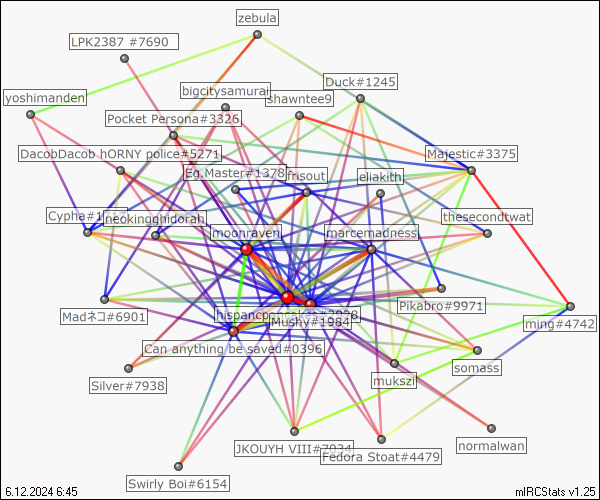 zebula
LPK2387 #7690
Duck#1245
bigcitysamurai
shawntee9
yoshimanden
Pocket Persona#3326
DacobDacob hORNY police#5271
Majestic#3375
Eg.Master#1378
frisout
eliakith
Cypha#1
neokingghidorah
thesecondtwat
moonraven
marcemadness
Pikabro#9971
Madネコ#6901
Mushy#1984
ming#4742
Can anything be saved#0396
somass
Silver#7938
mukszil
JKOUYH VIII#7034
normalwan
Fedora Stoat#4479
Swirly Boi#6154
6.12.2024 6:45
mIRCStats v1.25